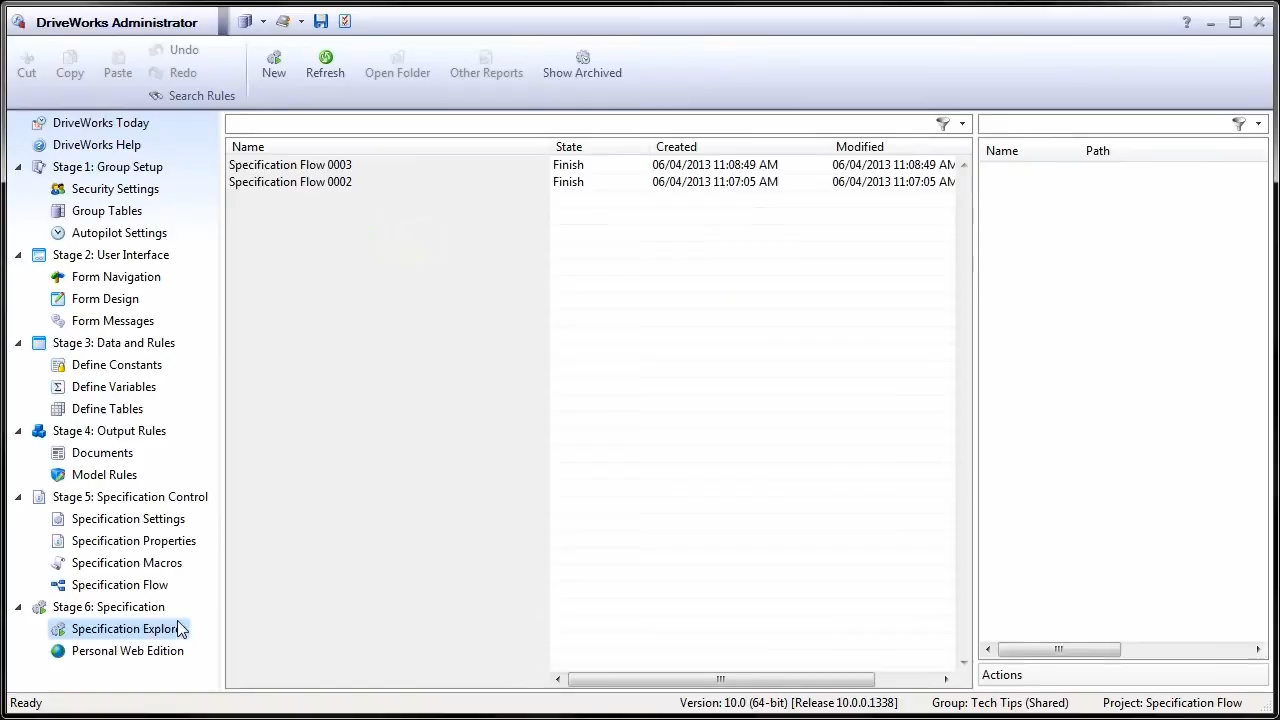 DriveWorks Administrator
Cut
Copy
Paste
Undo
Redo
Search Rules
New
Refresh
Open Folder
Other Reports
Show Archived
DriveWorks Today
DriveWorks Help
Stage 1: Group Setup
Security Settings
Group Tables
Autopilot Settings
Stage 2: User Interface
Form Navigation
Form Design
Form Messages
Stage 3: Data and Rules
Define Constants
Define Variables
Define Tables
Stage 4: Output Rules
Documents
Model Rules
Stage 5: Specification Control
Specification Settings
Specification Properties
Specification Macros
Specification Flow
Stage 6: Specification
Specification Explor
Personal Web Edition
Name State Created Modified
Specification Flow 0003 Finish 06/04/2013 11:08:49 AM 06/04/2013 11:08:49 AM
Specification Flow 0002 Finish 06/04/2013 11:07:05 AM 06/04/2013 11:07:05 AM
Name Path
Actions
Ready
Version: 10.0 (64-bit) [Release 10.0.0.1338]
Group: Tech Tips (Shared)
Project: Specification Flow